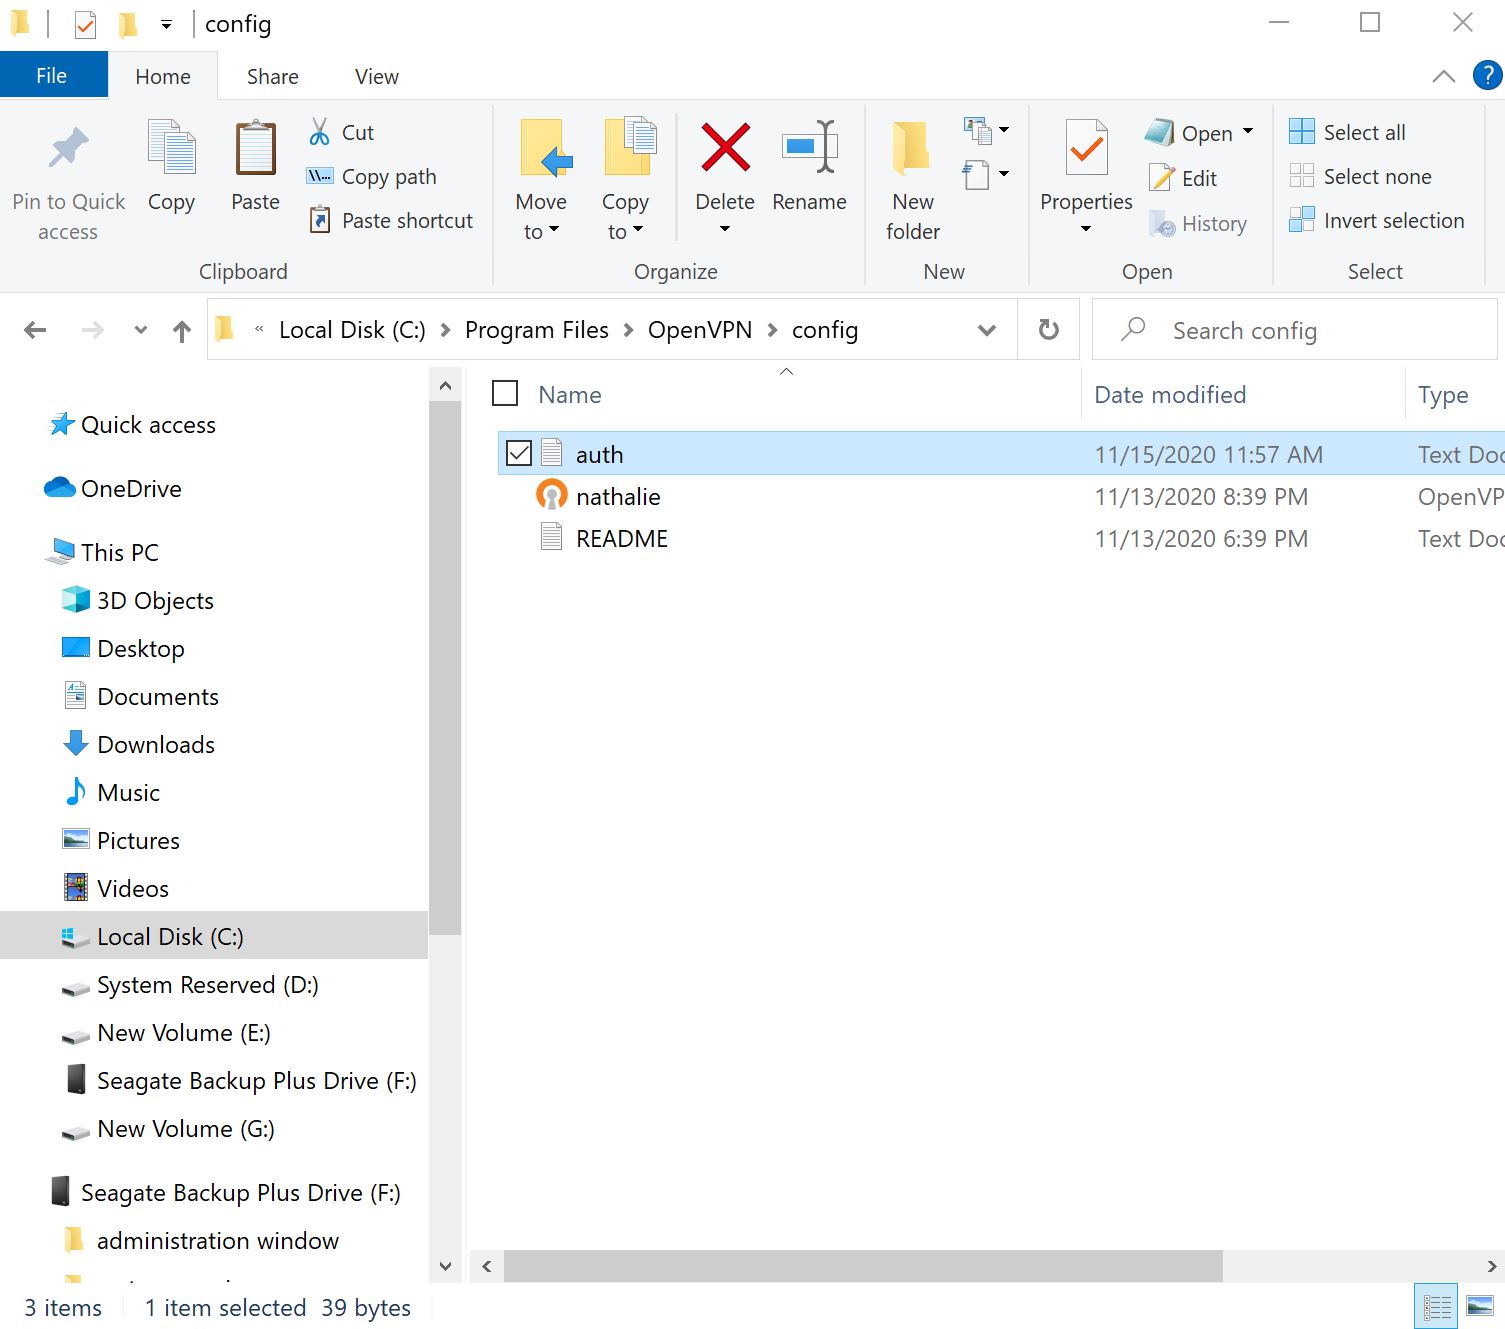 config
File Home Share View
?
Pin to Quick access
Copy
Paste
Cut
Copy path
Paste shortcut
Clipboard
Move to
Copy to
Delete
Rename
Organize
New folder
New
Properties
Open
Edit
History
Open
Select all
Select none
Invert selection
Select
« Local Disk (C:) > Program Files > OpenVPN > config
Search config
Name Date modified Type
auth 11/15/2020 11:57 AM Text Doc
nathalie 11/13/2020 8:39 PM OpenVP
README 11/13/2020 6:39 PM Text Doc
Quick access
OneDrive
This PC
3D Objects
Desktop
Documents
Downloads
Music
Pictures
Videos
Local Disk (C:)
System Reserved (D:)
New Volume (E:)
Seagate Backup Plus Drive (F:)
New Volume (G:)
Seagate Backup Plus Drive (F:)
administration window
3 items 1 item selected 39 bytes